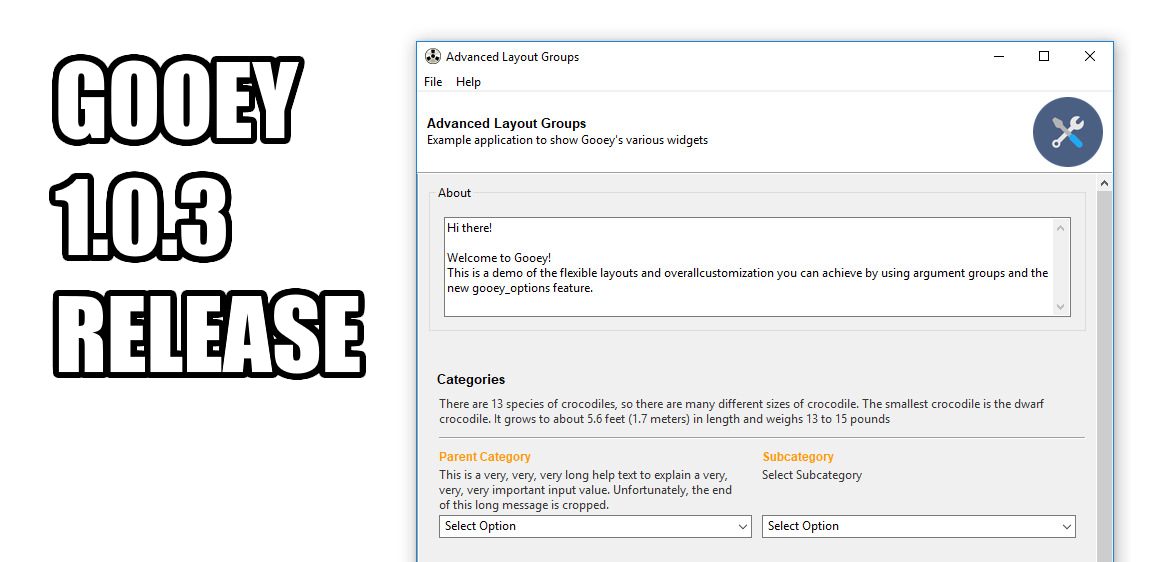 GOOEY
1.0.3
RELEASE
Advanced Layout Groups
File Help
Advanced Layout Groups
Example application to show Gooey's various widgets
About
Hi there!
Welcome to Gooey!
This is a demo of the flexible layouts and overallcustomization you can achieve by using argument groups and the
new gooey_options feature.
Categories
There are 13 species of crocodiles, so there are many different sizes of crocodile. The smallest crocodile is the dwarf
crocodile. It grows to about 5.6 feet (1.7 meters) in length and weighs 13 to 15 pounds
Parent Category
This is a very, very, very long help text to explain a very,
very, very important input value. Unfortunately, the end
of this long message is cropped.
Select Option
Subcategory
Select Subcategory
Select Option